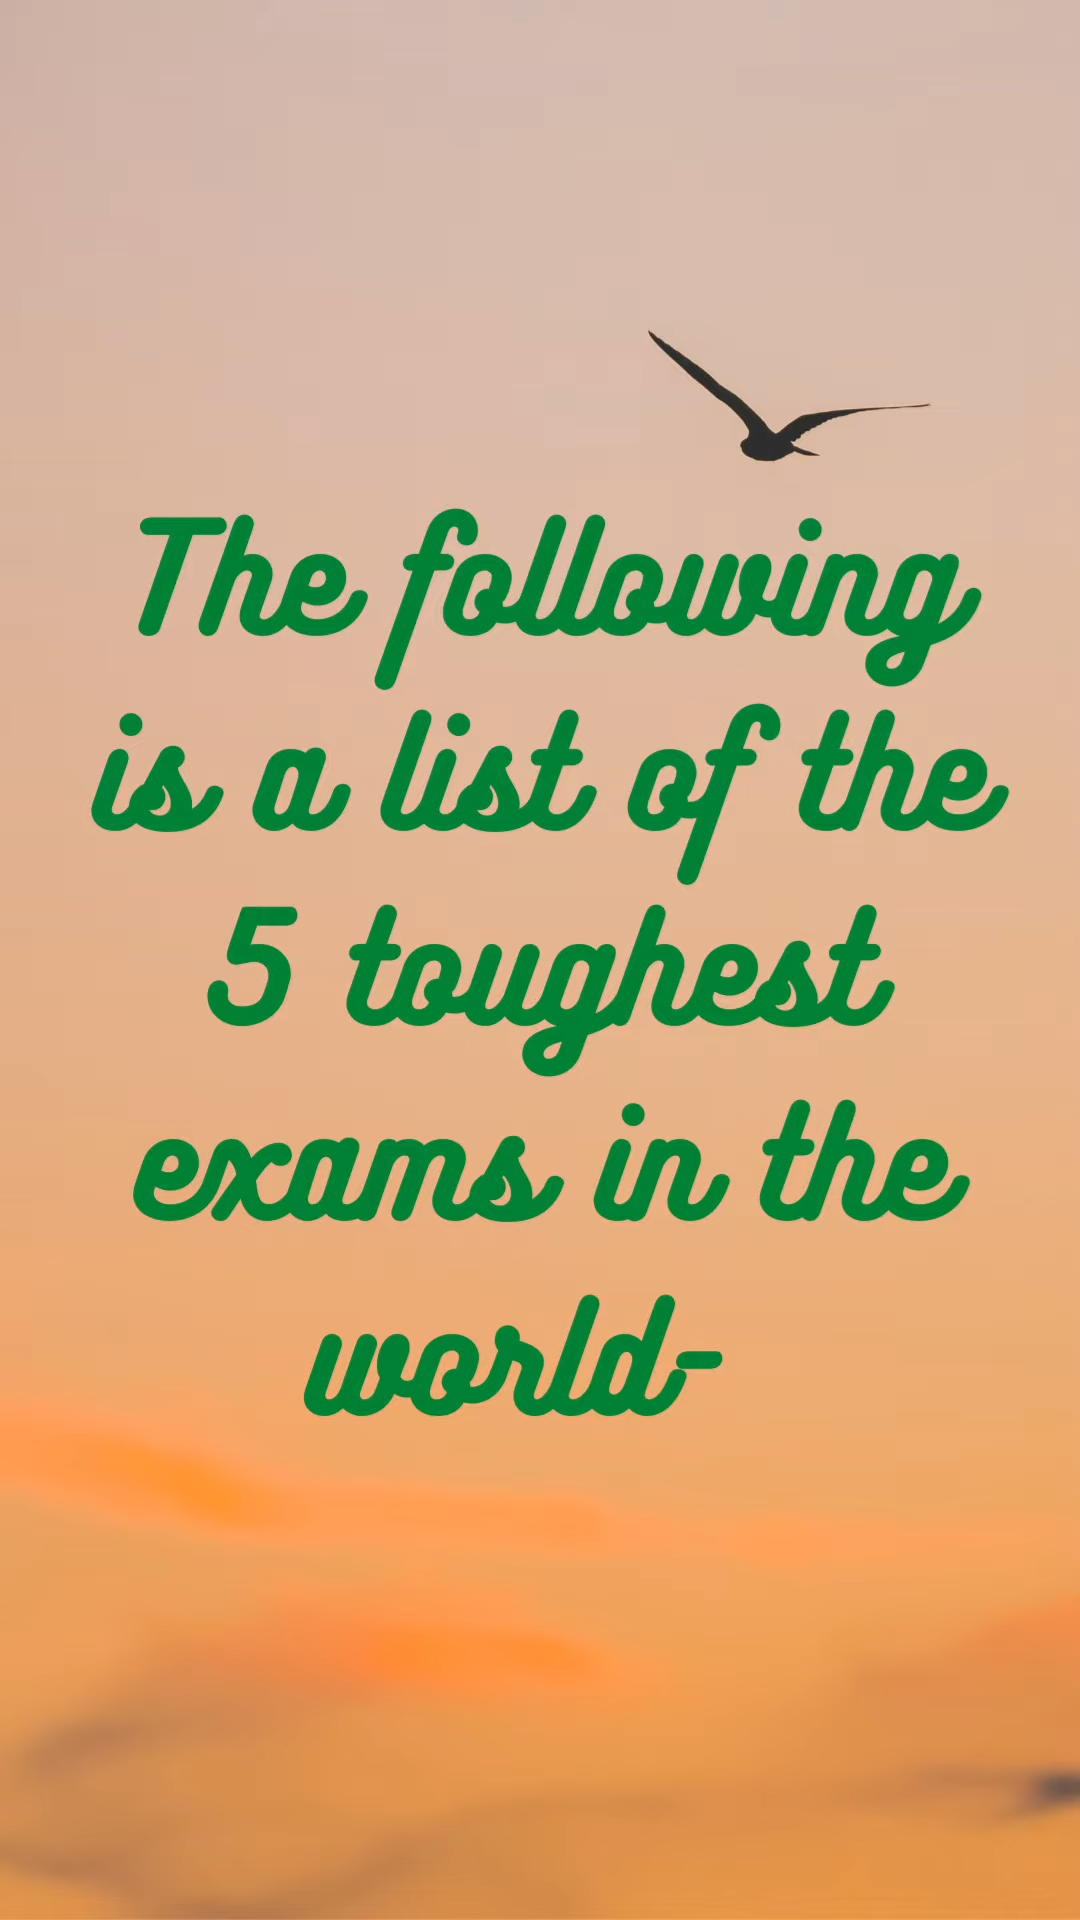 The following
is a list of the
5 toughest
exams in the
world-